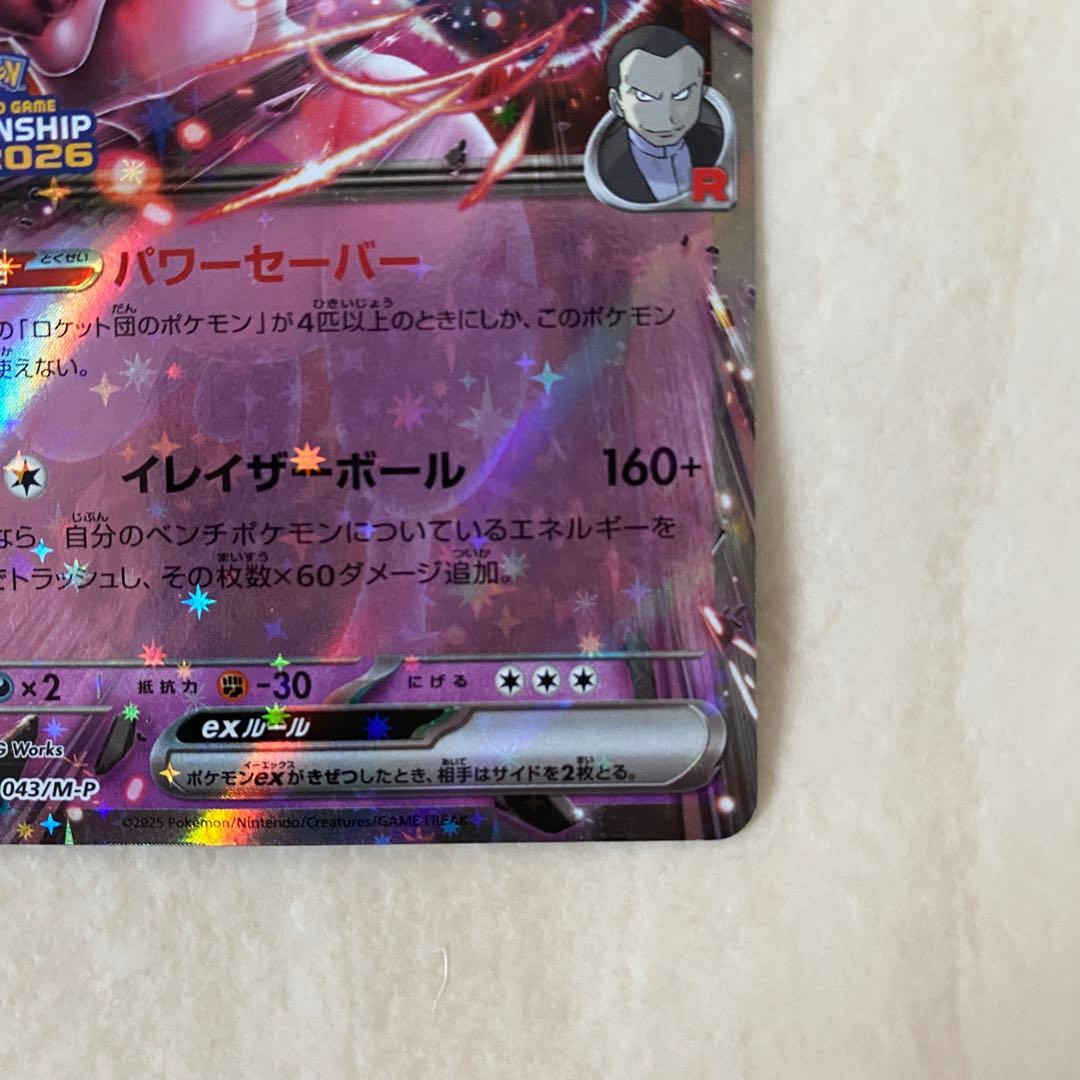 D GAME
NSHIP
2026
R
とくせい
パワーセーバー
の「ロケット団のポケモン」が4匹以上のときにしか、このポケモン
使えない。
イレイザーボール 160+
なら、自分のベンチポケモンについているエネルギーを
でトラッシュし、その枚数×60ダメージ追加。
×2 抵抗力 -30 にげる
exルール
G Works
ポケモンexがきぜつしたとき、相手はサイドを2枚とる。
043/M-P
©2025 Pokémon/Nintendo/Creatures/GAME FREAK